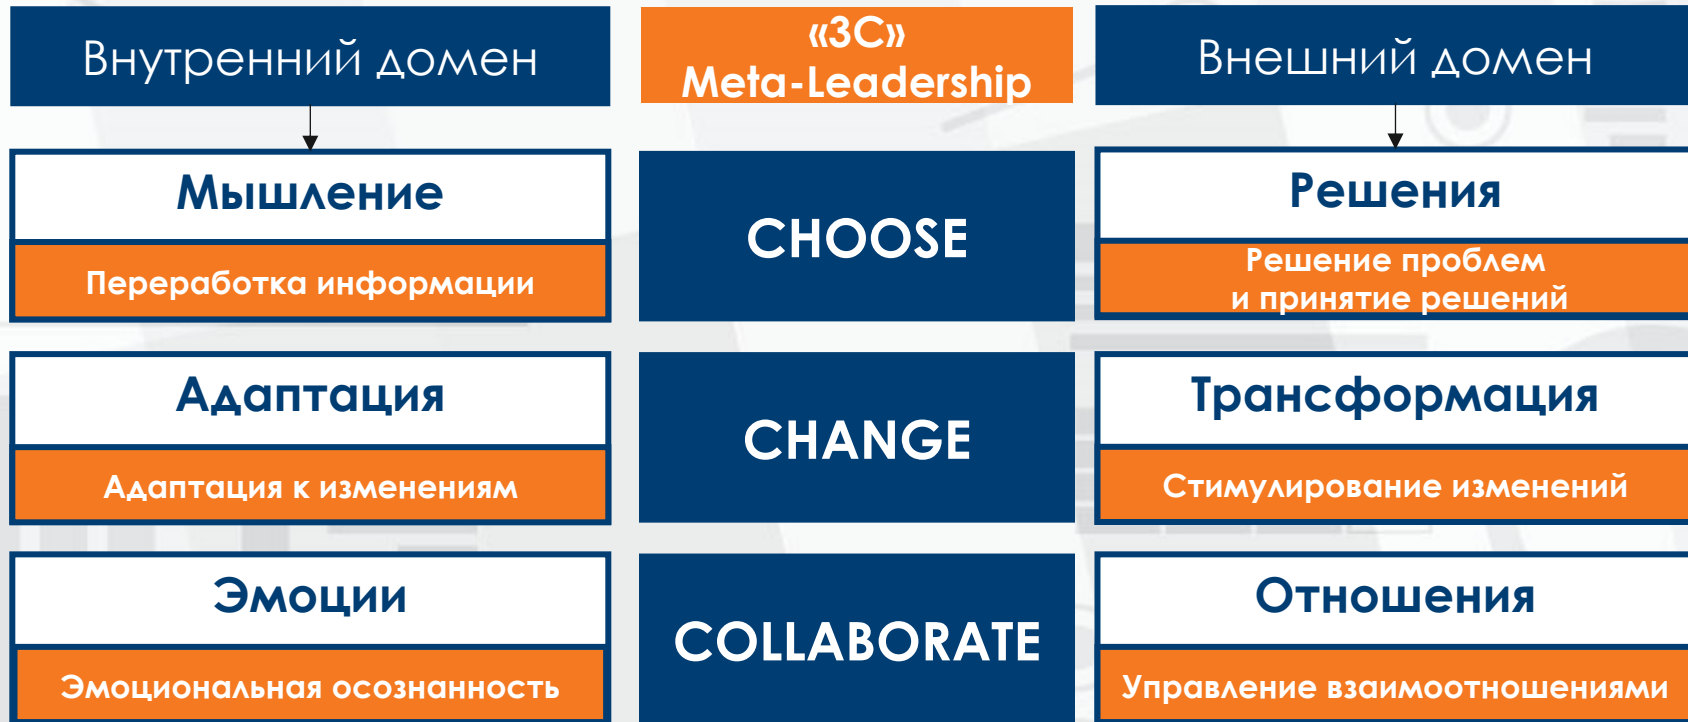 Внутренний домен
«3C»
Meta-Leadership
Внешний домен
Мышление
Переработка информации
CHOOSE
Решения
Решение проблем
и принятие решений
Адаптация
Адаптация к изменениям
CHANGE
Трансформация
Стимулирование изменений
Эмоции
Эмоциональная осознанность
COLLABORATE
Отношения
Управление взаимоотношениями